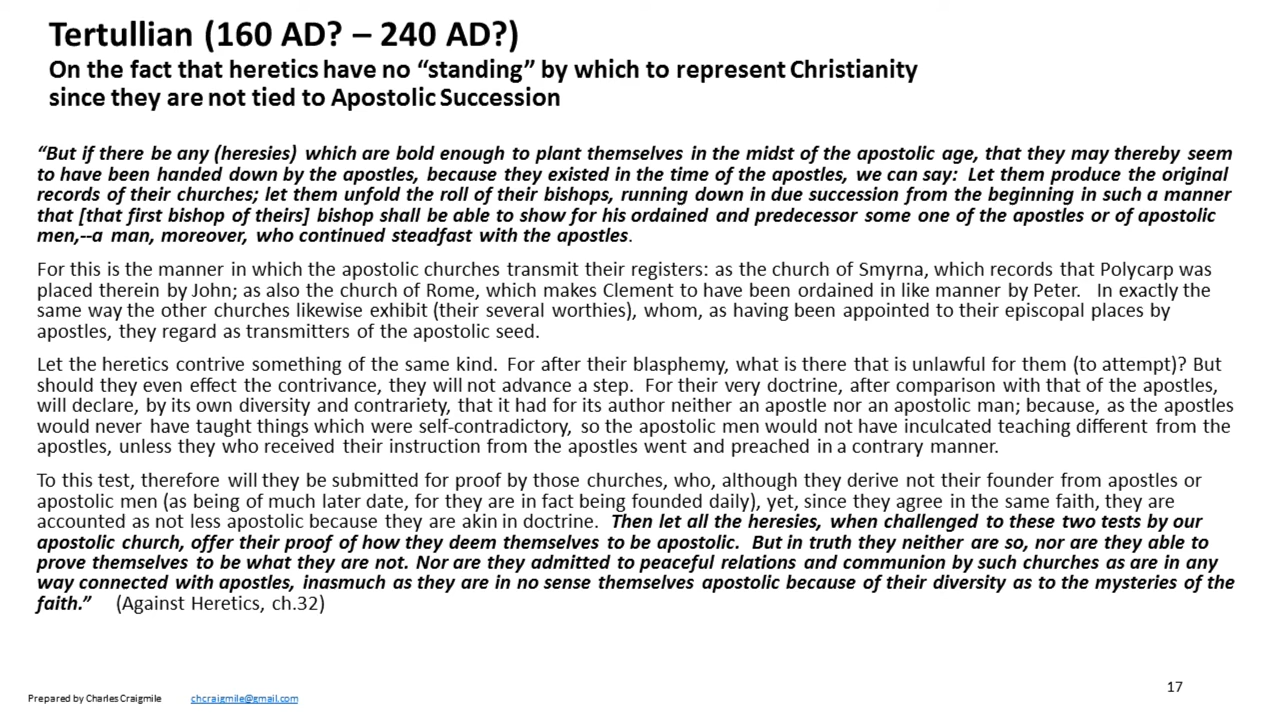 Tertullian (160 AD? – 240 AD?)
On the fact that heretics have no “standing” by which to represent Christianity
since they are not tied to Apostolic Succession
“But if there be any (heresies) which are bold enough to plant themselves in the midst of the apostolic age, that they may thereby seem
to have been handed down by the apostles, because they existed in the time of the apostles, we can say: Let them produce the original
records of their churches; let them unfold the roll of their bishops, running down in due succession from the beginning in such a manner
that [that first bishop of theirs] bishop shall be able to show for his ordained and predecessor some one of the apostles or of apostolic
men,--a man, moreover, who continued steadfast with the apostles.
For this is the manner in which the apostolic churches transmit their registers: as the church of Smyrna, which records that Polycarp was
placed therein by John; as also the church of Rome, which makes Clement to have been ordained in like manner by Peter. In exactly the
same way the other churches likewise exhibit (their several worthies), whom, as having been appointed to their episcopal places by
apostles, they regard as transmitters of the apostolic seed.
Let the heretics contrive something of the same kind. For after their blasphemy, what is there that is unlawful for them (to attempt)? But
should they even effect the contrivance, they will not advance a step. For their very doctrine, after comparison with that of the apostles,
will declare, by its own diversity and contrariety, that it had for its author neither an apostle nor an apostolic man; because, as the apostles
would never have taught things which were self-contradictory, so the apostolic men would not have inculcated teaching different from the
apostles, unless they who received their instruction from the apostles went and preached in a contrary manner.
To this test, therefore will they be submitted for proof by those churches, who, although they derive not their founder from apostles or
apostolic men (as being of much later date, for they are in fact being founded daily), yet, since they agree in the same faith, they are
accounted as not less apostolic because they are akin in doctrine. Then let all the heresies, when challenged to these two tests by our
apostolic church, offer their proof of how they deem themselves to be apostolic. But in truth they neither are so, nor are they able to
prove themselves to be what they are not. Nor are they admitted to peaceful relations and communion by such churches as are in any
way connected with apostles, inasmuch as they are in no sense themselves apostolic because of their diversity as to the mysteries of the
faith.” (Against Heretics, ch.32)
Prepared by Charles Craigmile chcraigmile@gmail.com
17